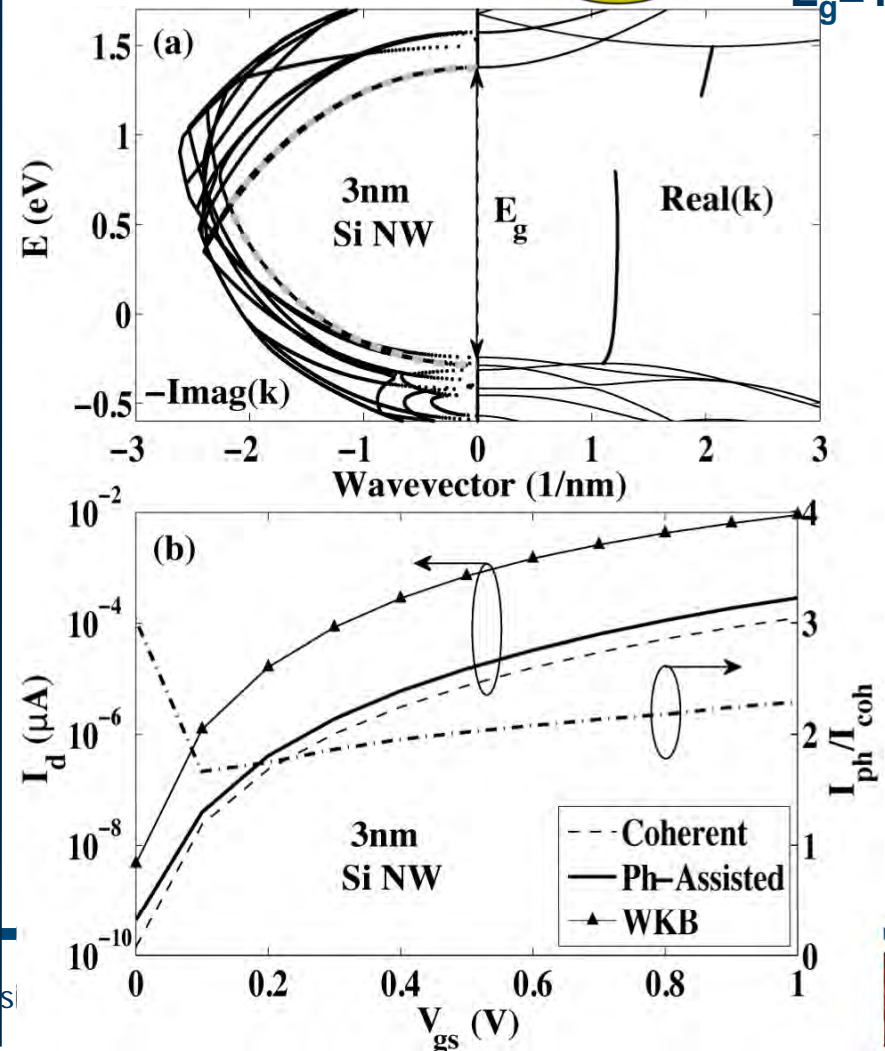 E_g=
(a)
1.5
1
0.5
0
−0.5
E (eV)
3nm
Si NW
E_g
Real(k)
−Imag(k)
−3 −2 −1 0 1 2 3
Wavevector (1/nm)
(b)
10^−2
10^−4
10^−6
10^−8
10^−10
I_d (μA)
4
3
2
1
0
I_ph/I_coh
3nm
Si NW
Coherent
Ph−Assisted
WKB
0 0.2 0.4 0.6 0.8 1
V_gs (V)
si